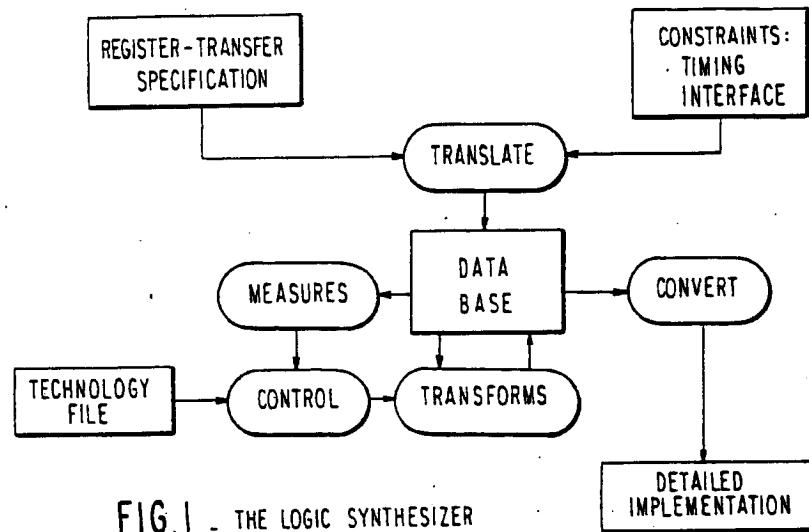 REGISTER-TRANSFER
SPECIFICATION
CONSTRAINTS:
TIMING
INTERFACE
TRANSLATE
DATA
BASE
MEASURES
CONVERT
TECHNOLOGY
FILE
CONTROL
TRANSFORMS
DETAILED
IMPLEMENTATION
FIG.1 - THE LOGIC SYNTHESIZER